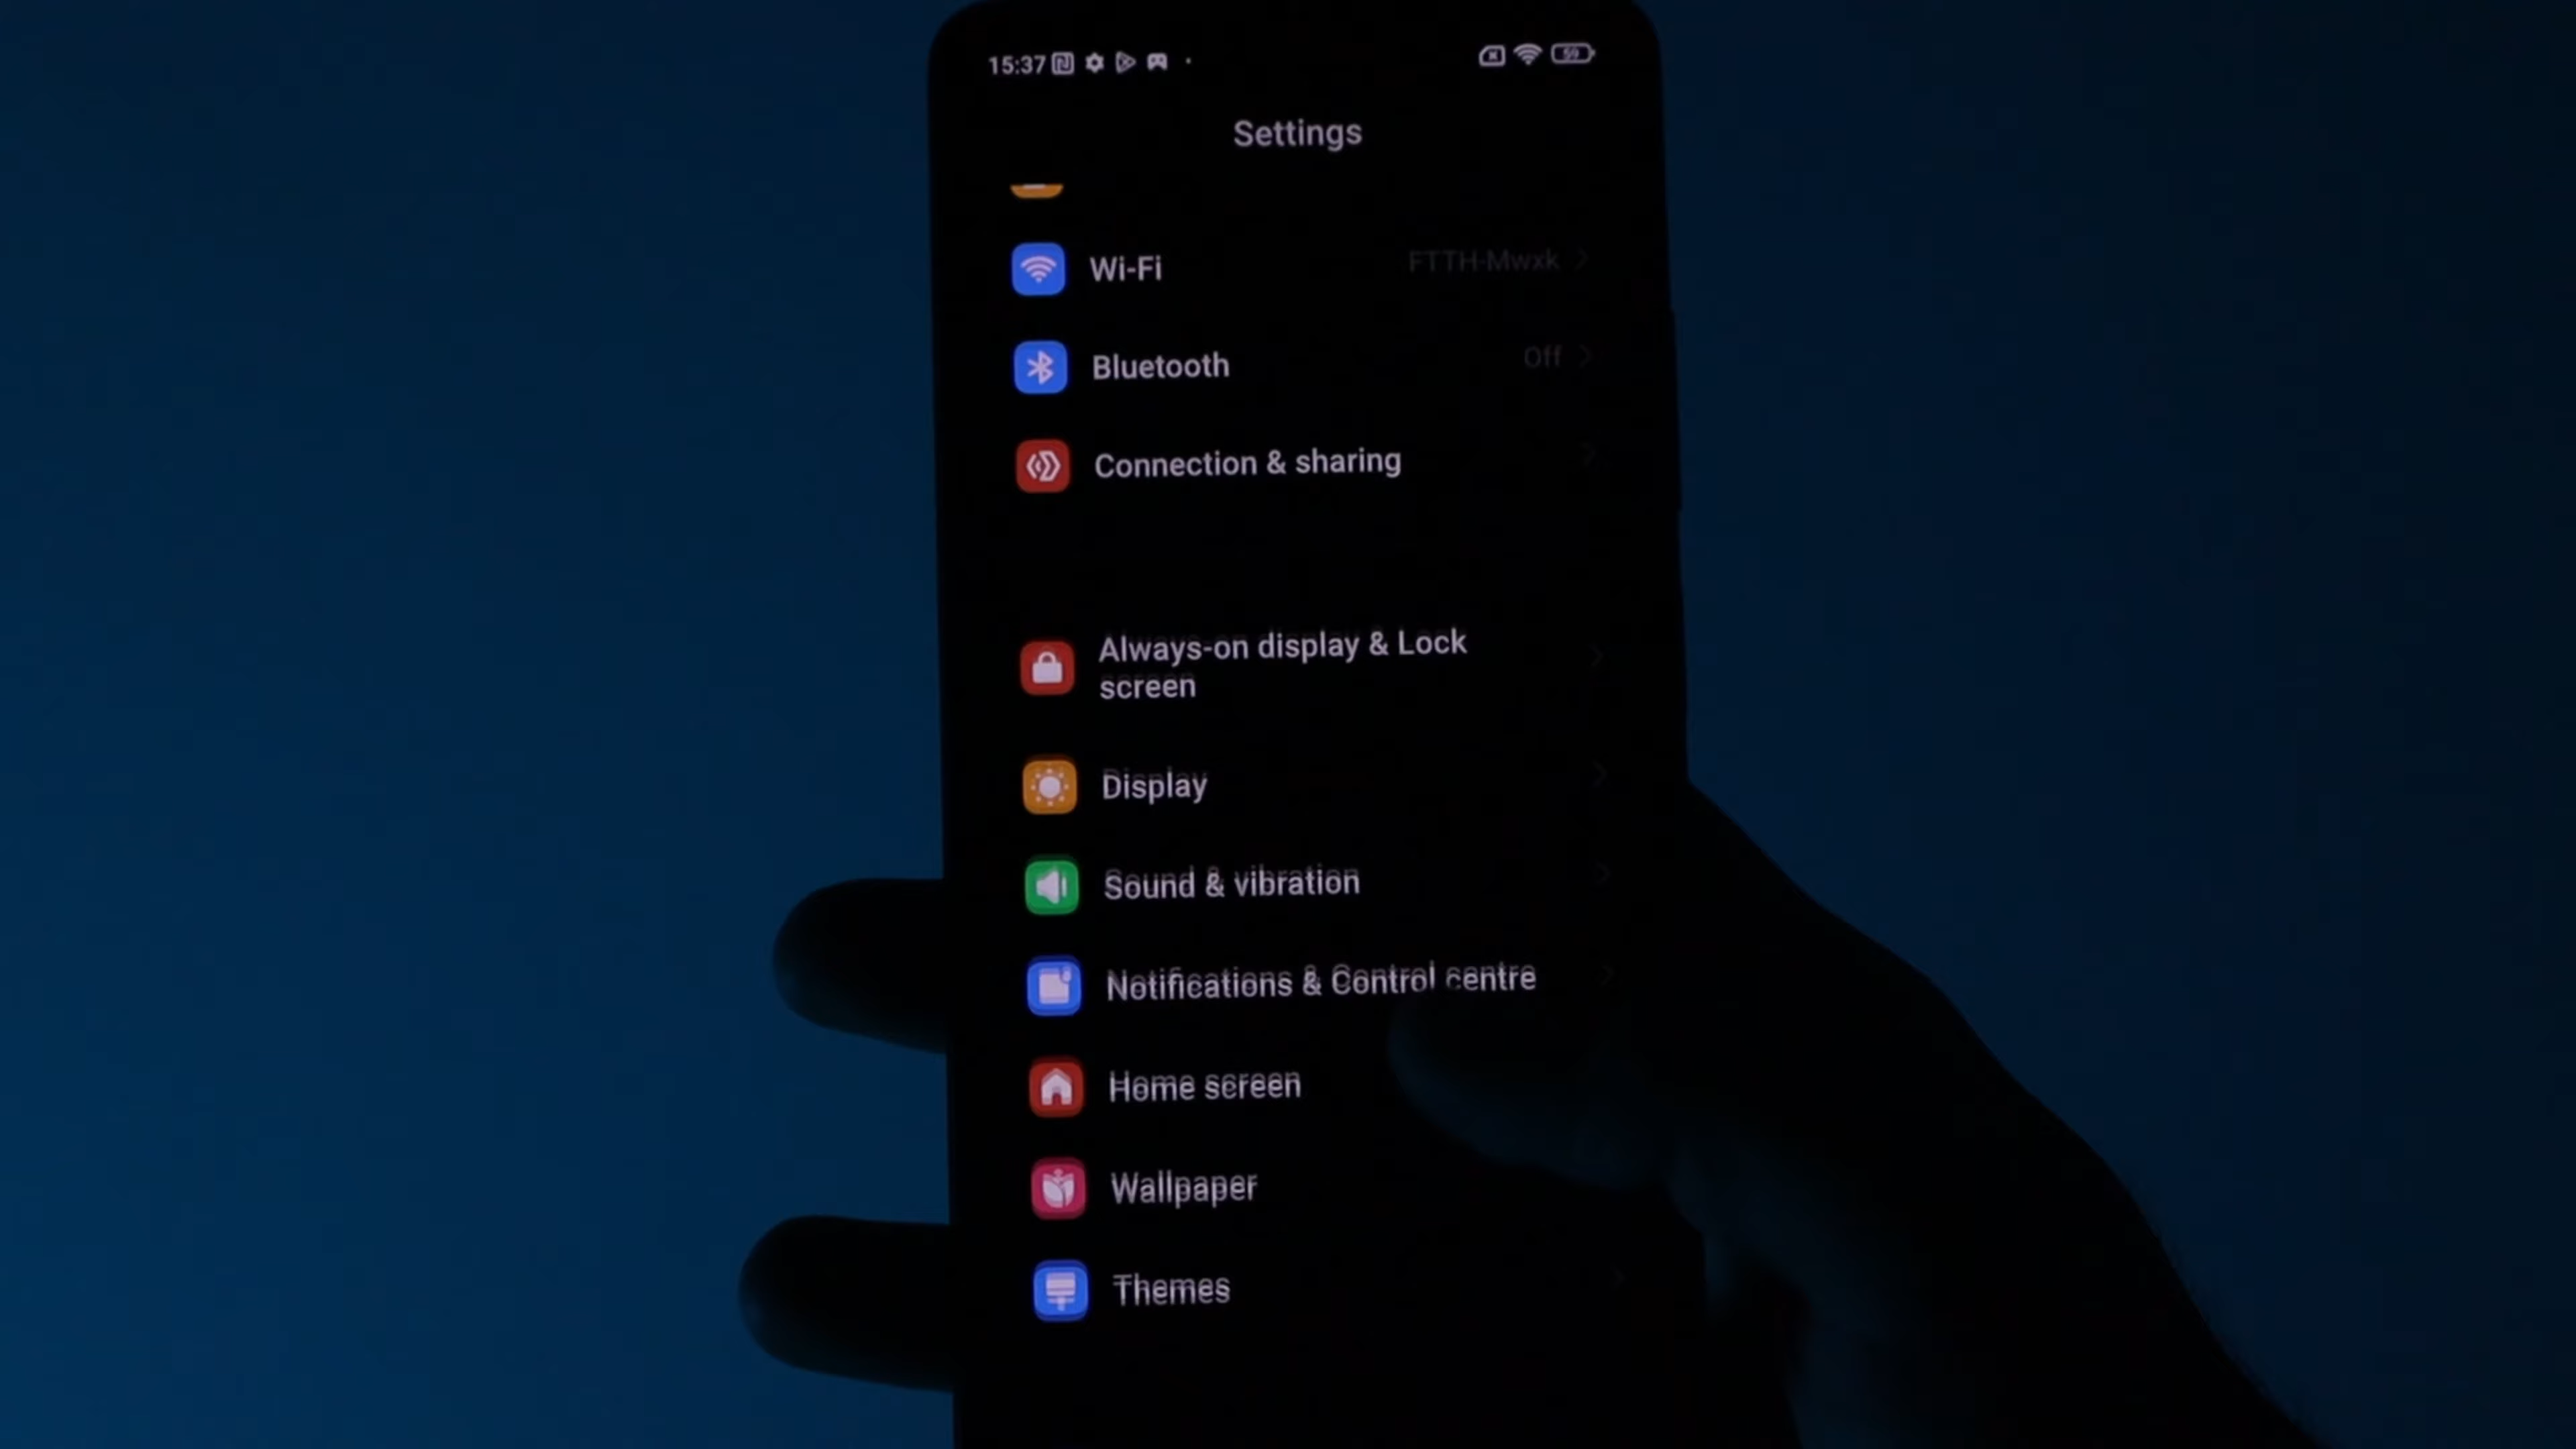 15:37
59
Settings
Wi-Fi
FTTH-Mwxk
Bluetooth
Off
Connection & sharing
Always-on display & Lock
screen
Display
Sound & vibration
Notifications & Control centre
Home screen
Wallpaper
Themes